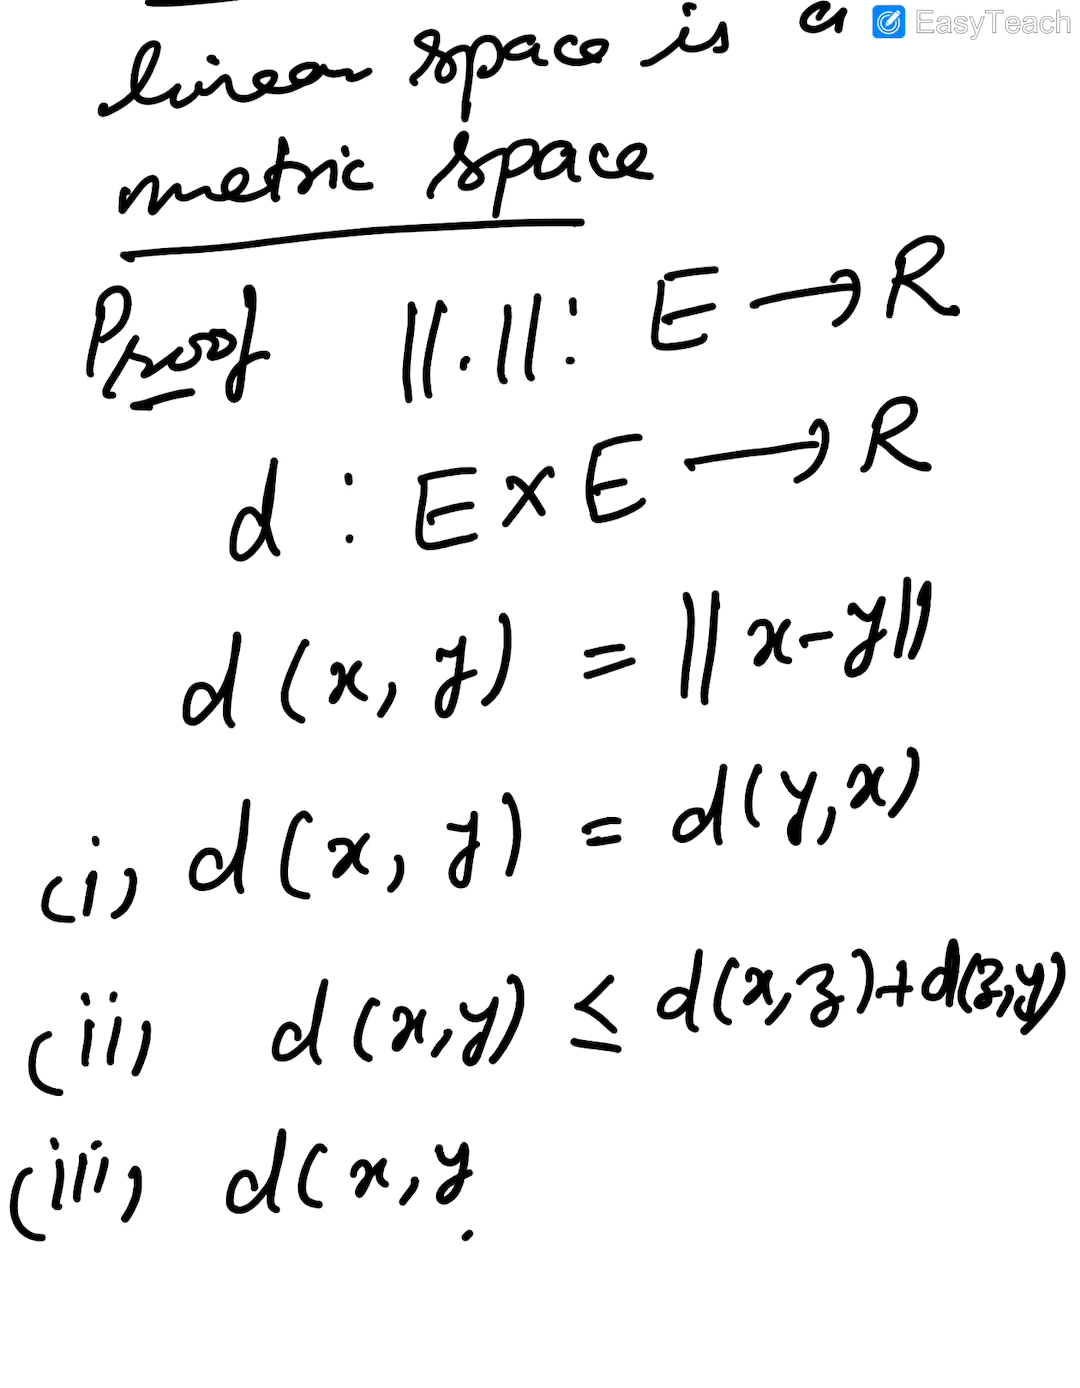 a EasyTeach
linear space is
metric space
Proof ||.||: E → R
d : E × E → R
d (x, y) = || x-y||
(i) d (x, y) = d(y,x)
(ii) d (x,y) ≤ d(x,z)+d(z,y)
(iii) d(x,y